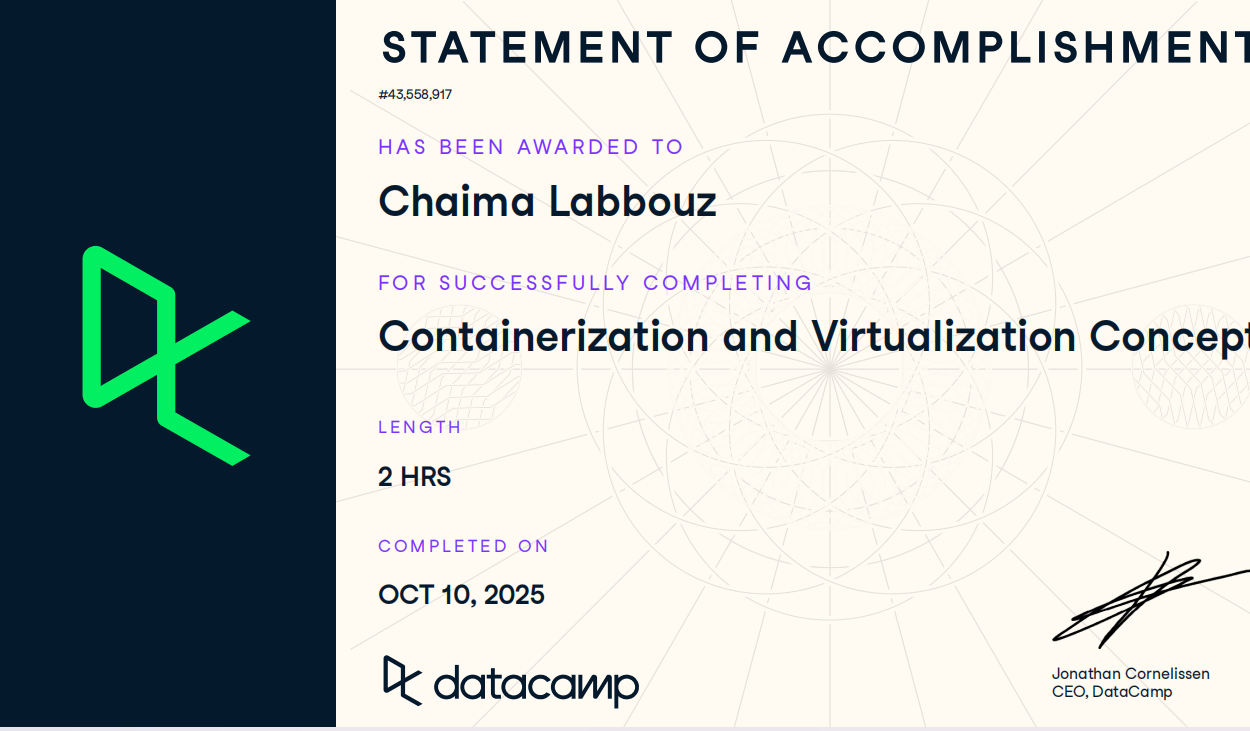 STATEMENT OF ACCOMPLISHMENT
#43,558,917
HAS BEEN AWARDED TO
Chaima Labbouz
FOR SUCCESSFULLY COMPLETING
Containerization and Virtualization Concept
LENGTH
2 HRS
COMPLETED ON
OCT 10, 2025
datacamp
Jonathan Cornelissen
CEO, DataCamp